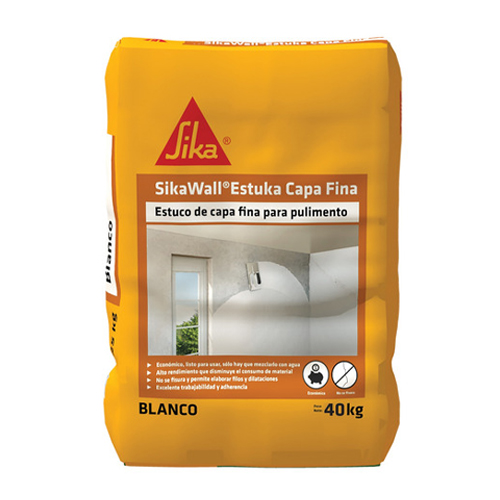 Sika®
SikaWall® Estuka Capa Fina
Estuco de capa fina para pulimento
Blanco
Económico, listo para usar, sólo hay que mezclarlo con agua
Alto rendimiento que disminuye el consumo de material
No se fisura y permite elaborar filos y dilataciones
Excelente trabajabilidad y adherencia
Económico
BLANCO
40kg